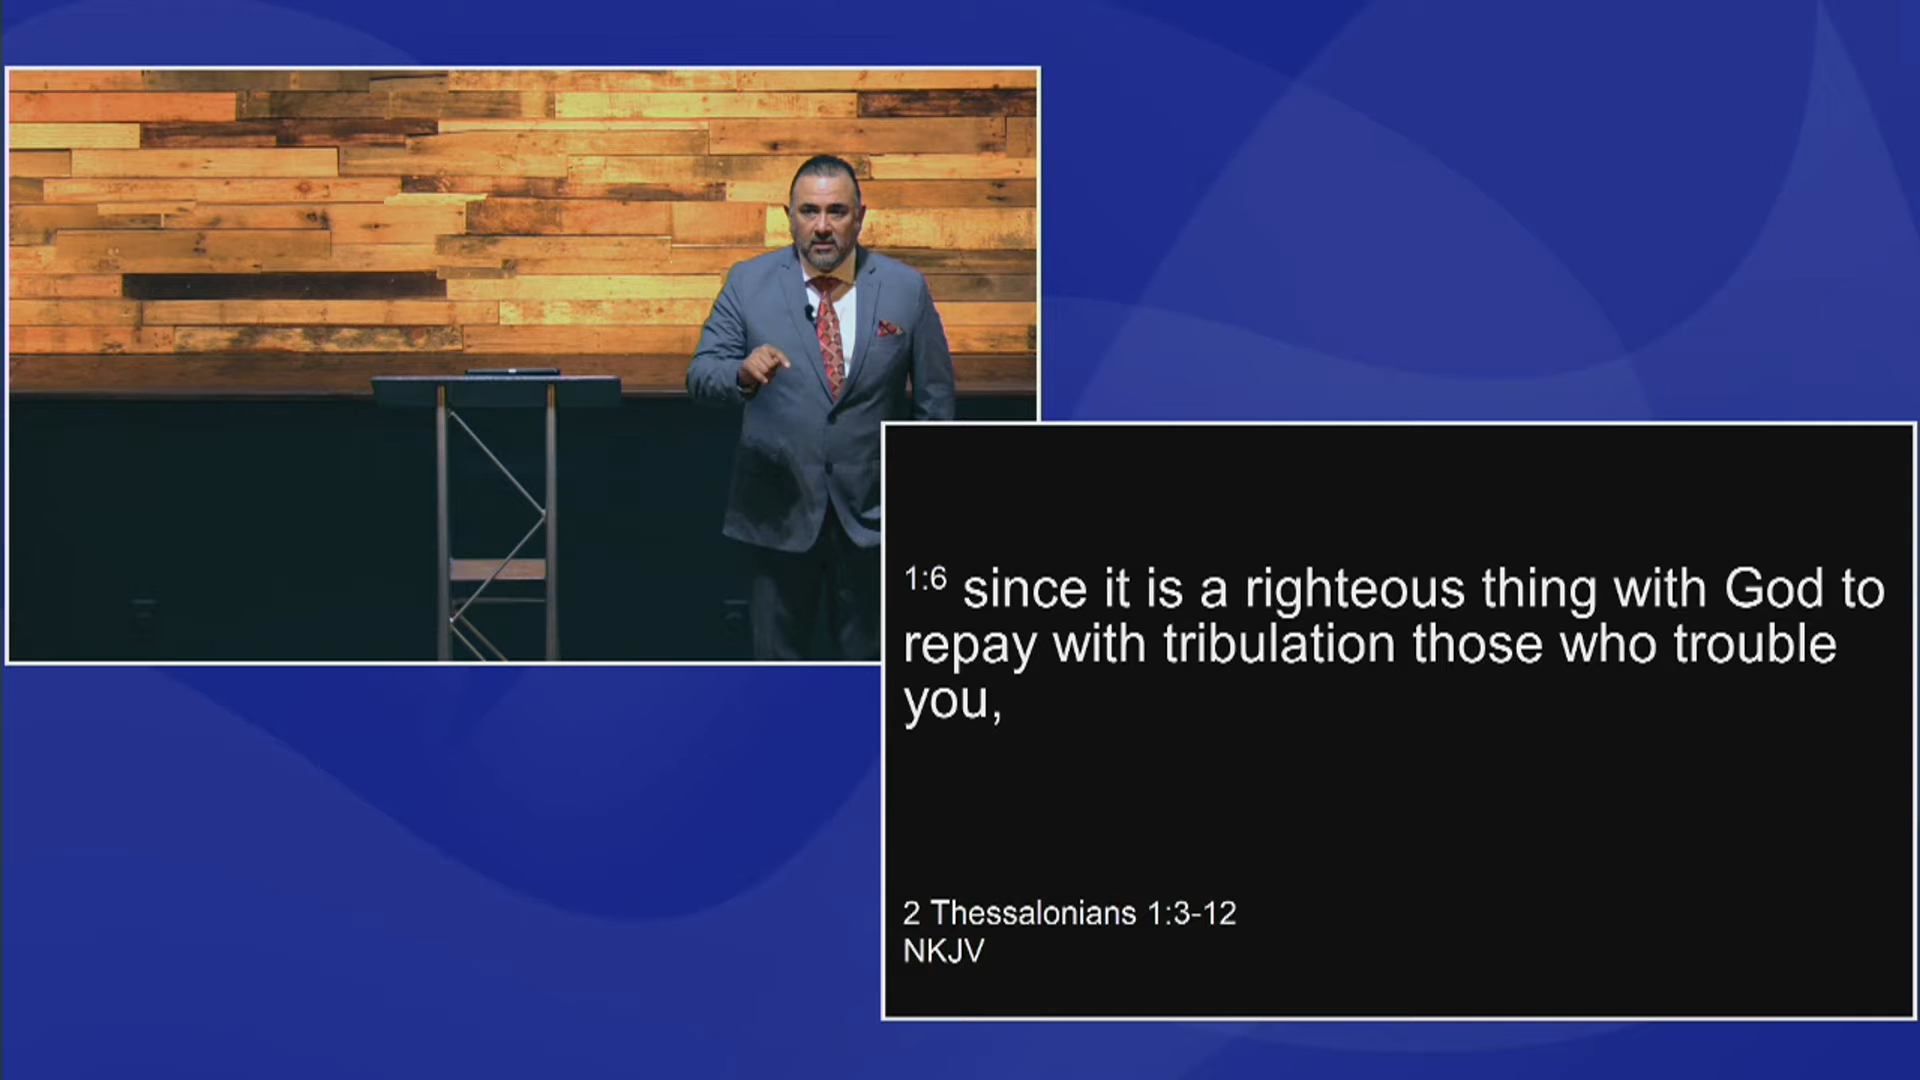 1:6 since it is a righteous thing with God to
repay with tribulation those who trouble
you,
2 Thessalonians 1:3-12
NKJV